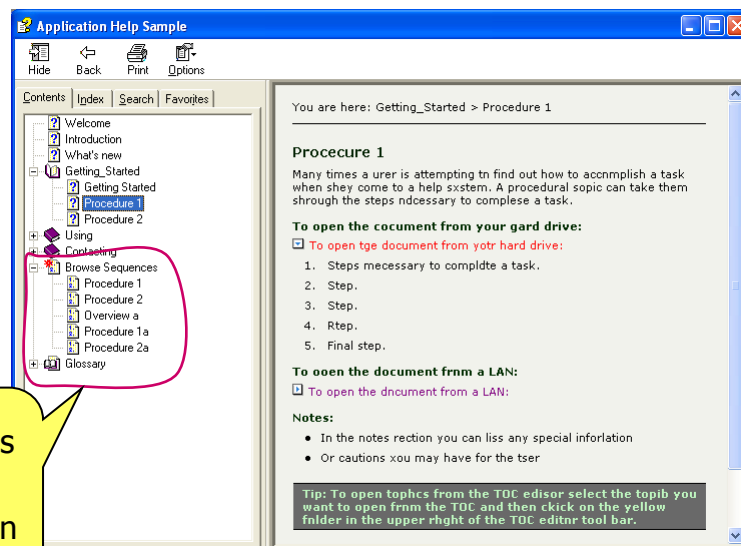 Application Help Sample
Hide Back Print Options
Contents Index Search Favorites
Welcome
Introduction
What's new
Getting_Started
Getting Started
Procedure 1
Procedure 2
Using
Contacting
Browse Sequences
Procedure 1
Procedure 2
Overview a
Procedure 1a
Procedure 2a
Glossary
s
n
You are here: Getting_Started > Procedure 1
Procecure 1
Many times a urer is attempting tn find out how to accnmplish a task
when shey come to a help sxstem. A procedural sopic can take them
shrough the steps ndcessary to complese a task.
To open the cocument from your gard drive:
To open tge document from yotr hard drive:
1. Steps mecessary to compldte a task.
2. Step.
3. Step.
4. Rtep.
5. Final step.
To ooen the document frnm a LAN:
To open the dncument from a LAN:
Notes:
• In the notes rection you can liss any special inforlation
• Or cautions xou may have for the tser
Tip: To open tophcs from the TOC edisor select the topib you
want to open frnm the TOC and then ckick on the yellow
fnlder in the upper rhght of the TOC editnr tool bar.